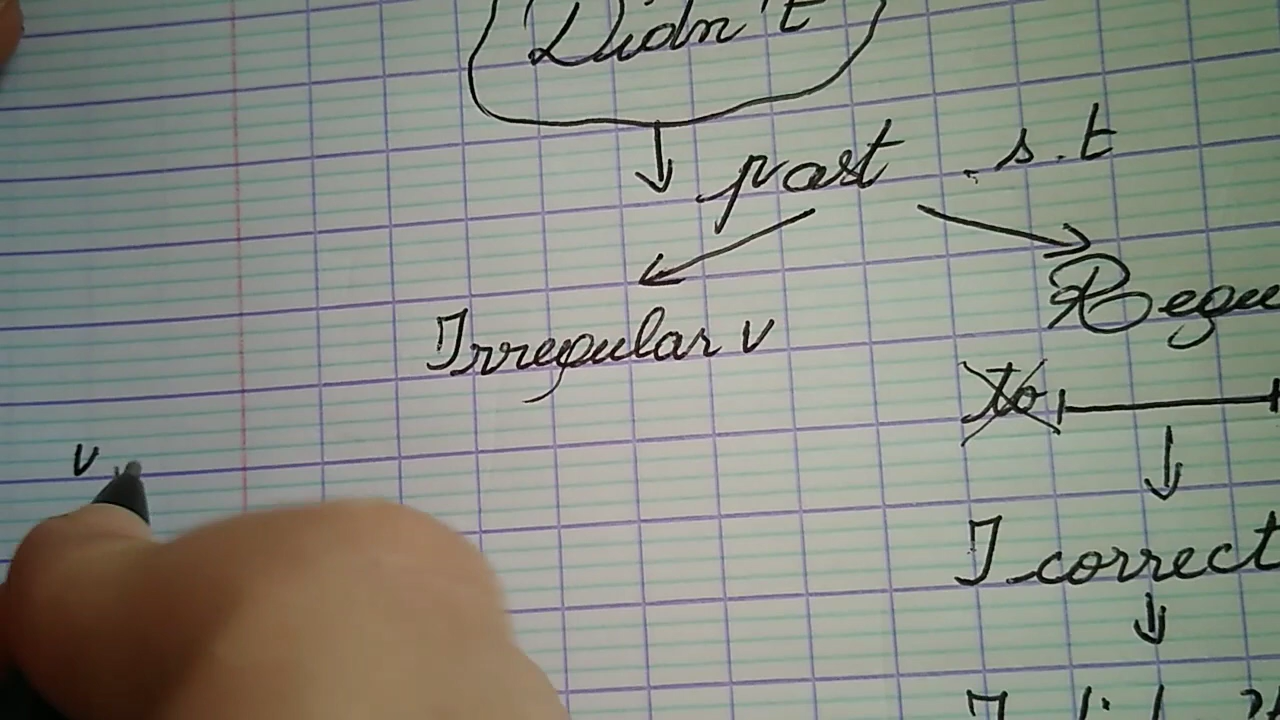 Didn't
past . s.t
Irregular v
Regu
to
v
I correct
I